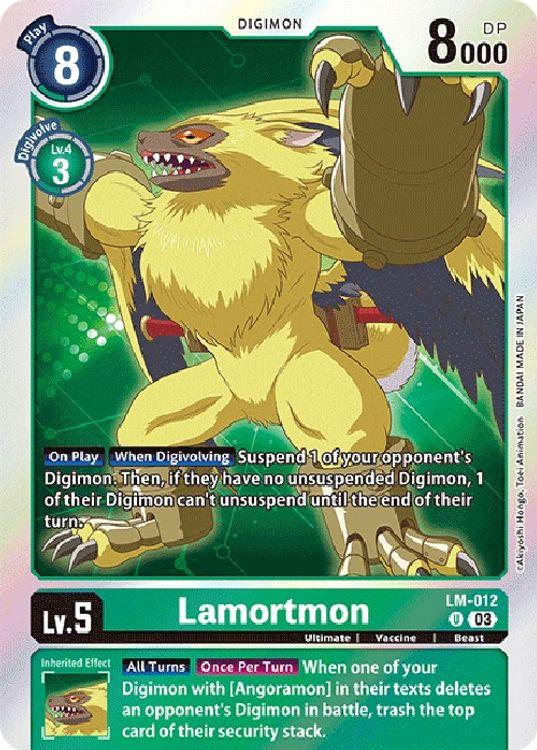 DIGIMON
Play
8
DP
8000
Digivolve
Lv.4
3
On Play When Digivolving Suspend 1 of your opponent's
Digimon. Then, if they have no unsuspended Digimon, 1
of their Digimon can't unsuspend until the end of their
turn.
©Akiyoshi Hongo, Toei Animation BANDAI MADE IN JAPAN
LM-012
Lv.5
Lamortmon
U 03
Ultimate | Vaccine | Beast
Inherited Effect
All Turns Once Per Turn When one of your
Digimon with [Angoramon] in their texts deletes
an opponent's Digimon in battle, trash the top
card of their security stack.